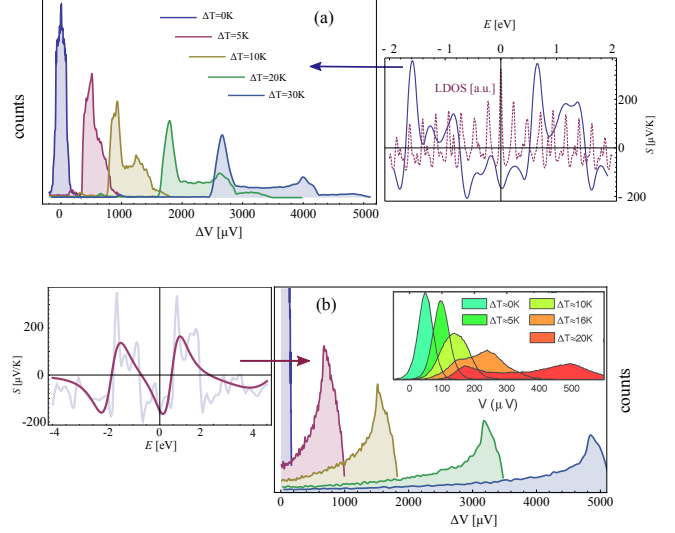 (a)
ΔT=0K
ΔT=5K
ΔT=10K
ΔT=20K
ΔT=30K
counts
0 1000 2000 3000 4000 5000
ΔV [μV]
E [eV]
- 2 - 1 0 1 2
LDOS [a.u.]
200
0
- 200
S [μV/K]
200
0
-200
S [μV/K]
-4 -2 0 2 4
E [eV]
(b)
ΔT≈0K ΔT≈10K
ΔT≈5K ΔT≈16K
ΔT≈20K
0 100 200 300 400 500
V (μ V)
counts
0 1000 2000 3000 4000 5000
ΔV [μV]